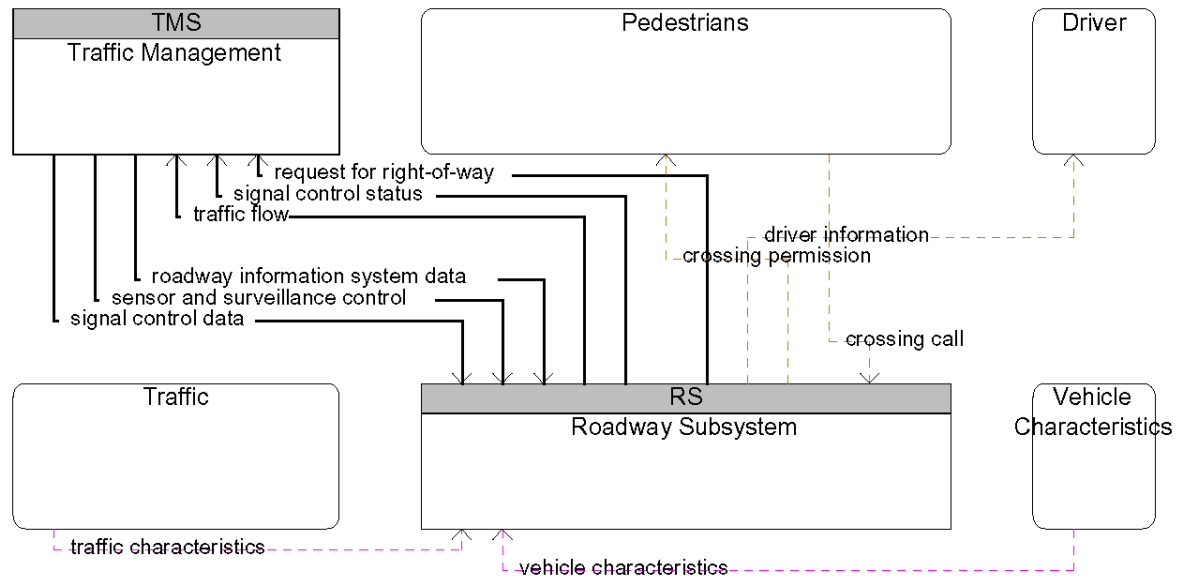 TMS
Traffic Management
Pedestrians
Driver
request for right-of-way
signal control status
traffic flow
driver information
crossing permission
roadway information system data
sensor and surveillance control
signal control data
crossing call
Traffic
RS
Roadway Subsystem
Vehicle
Characteristics
traffic characteristics
vehicle characteristics